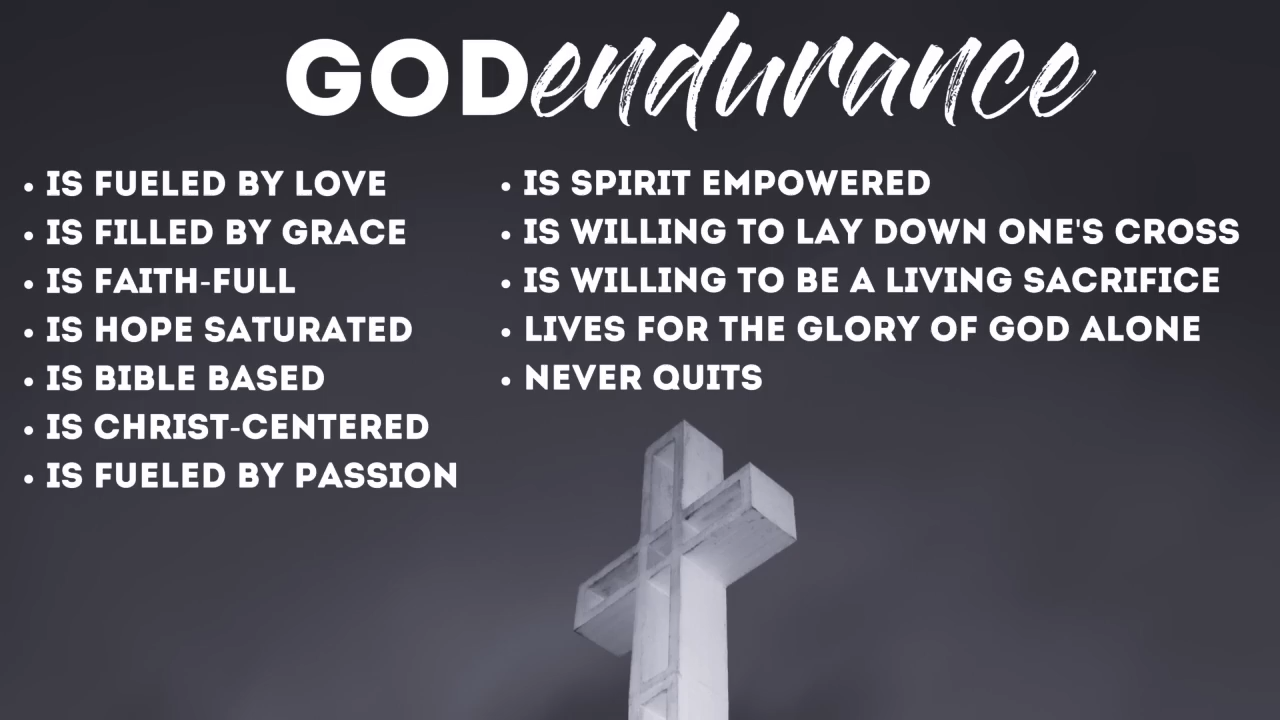 GODendurance
• IS FUELED BY LOVE
• IS FILLED BY GRACE
• IS FAITH-FULL
• IS HOPE SATURATED
• IS BIBLE BASED
• IS CHRIST-CENTERED
• IS FUELED BY PASSION
• IS SPIRIT EMPOWERED
• IS WILLING TO LAY DOWN ONE'S CROSS
• IS WILLING TO BE A LIVING SACRIFICE
• LIVES FOR THE GLORY OF GOD ALONE
• NEVER QUITS